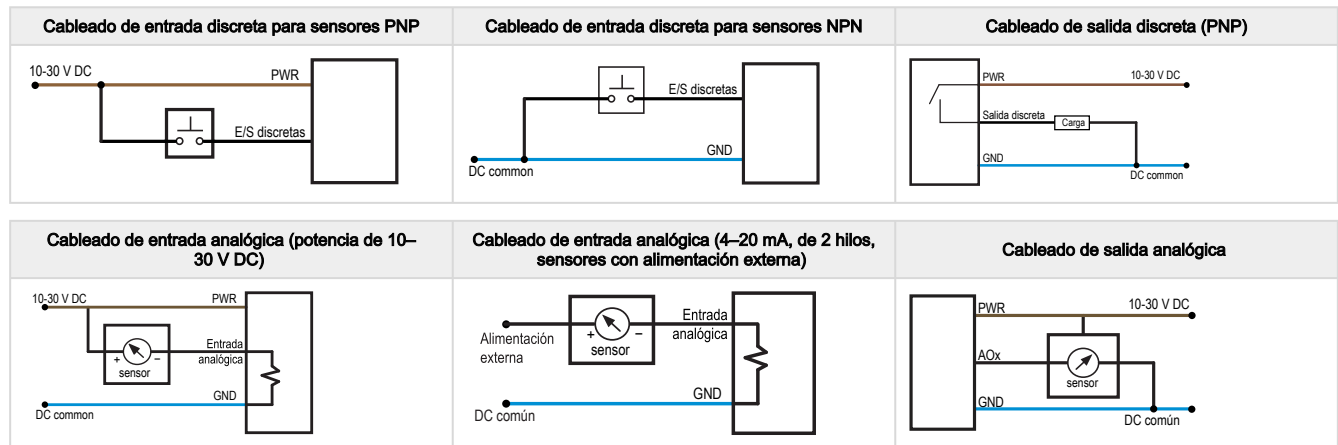 Cableado de entrada discreta para sensores PNP
Cableado de entrada discreta para sensores NPN
Cableado de salida discreta (PNP)
10-30 V DC
PWR
E/S discretas
E/S discretas
GND
DC common
PWR
10-30 V DC
Salida discreta
Carga
GND
DC common
Cableado de entrada analógica (potencia de 10–
30 V DC)
Cableado de entrada analógica (4–20 mA, de 2 hilos,
sensores con alimentación externa)
Cableado de salida analógica
10-30 V DC
PWR
Entrada
analógica
+ –
sensor
GND
DC common
Entrada
analógica
Alimentación
externa
+ –
sensor
GND
DC común
PWR
10-30 V DC
AOx
sensor
GND
DC común